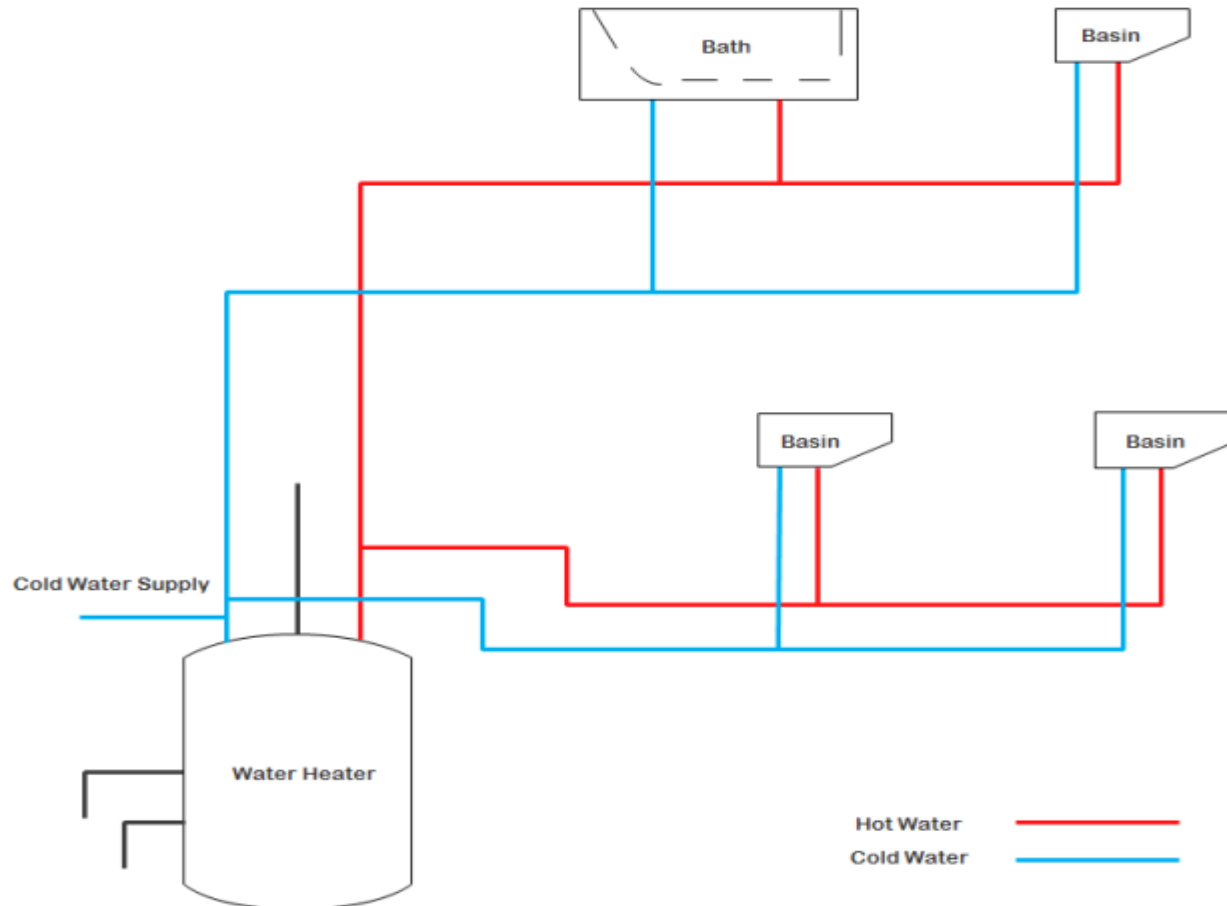 Bath
Basin
Basin
Basin
Cold Water Supply
Water Heater
Hot Water
Cold Water